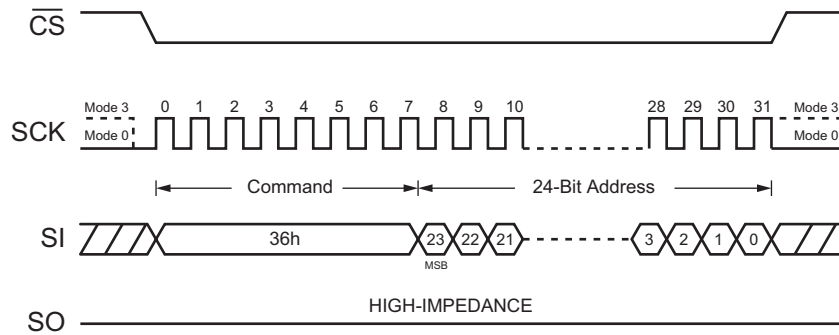 CS
Mode 3 0 1 2 3 4 5 6 7 8 9 10 28 29 30 31 Mode 3
SCK
Mode 0 Mode 0
Command 24-Bit Address
SI 36h 23 22 21 3 2 1 0
MSB
HIGH-IMPEDANCE
SO